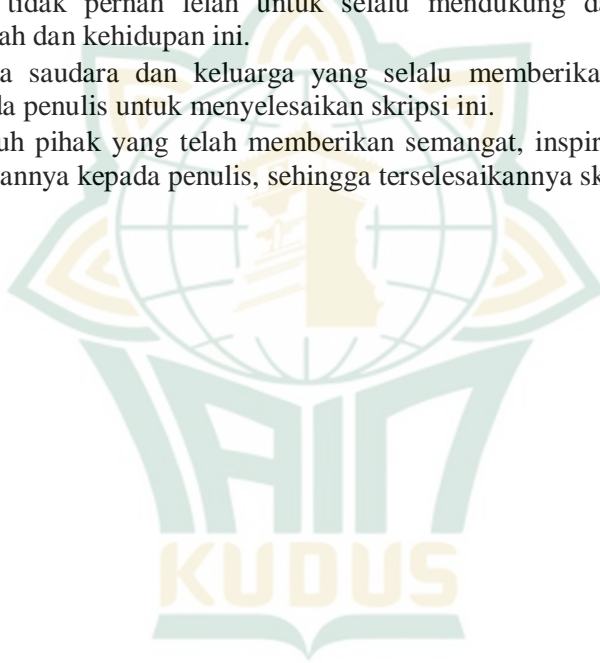 tidak pernah lelah untuk selalu mendukung
ah dan kehidupan ini.
a saudara dan keluarga yang selalu memberika
da penulis untuk menyelesaikan skripsi ini.
uh pihak yang telah memberikan semangat, inspir
annya kepada penulis, sehingga terselesaikannya sk
IAIN
KUDUS